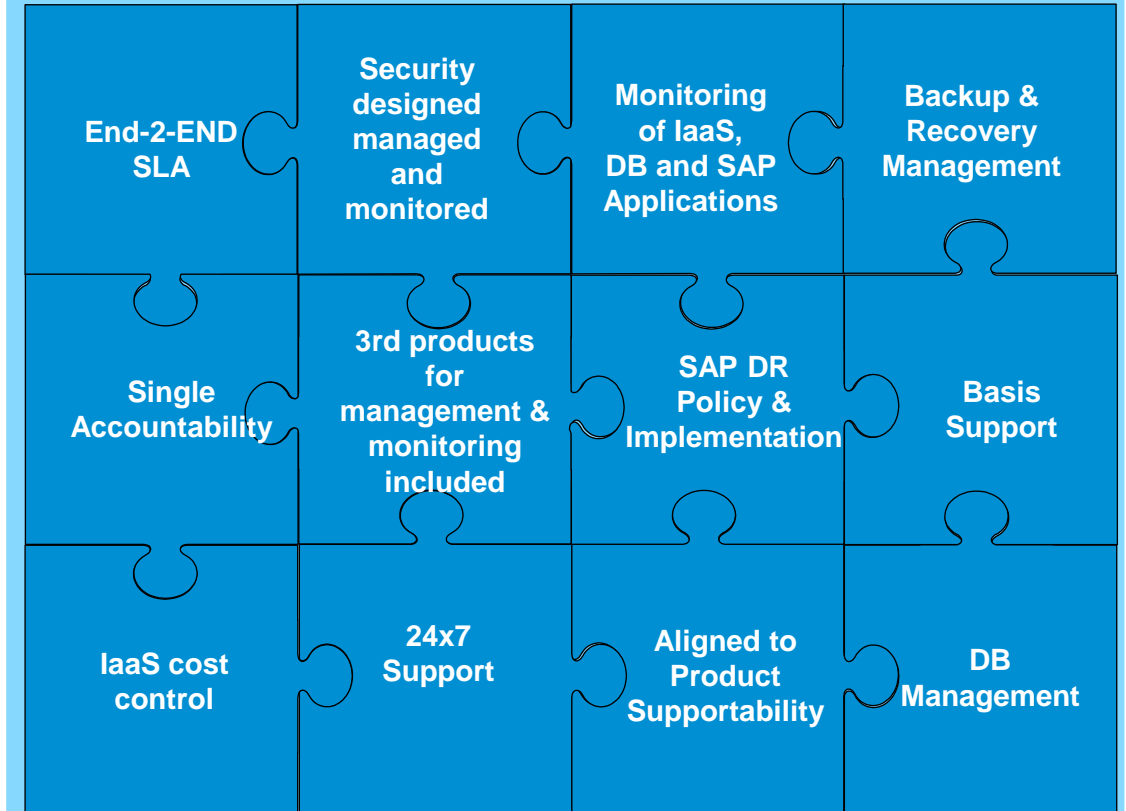 End-2-END
SLA
Security
designed
managed
and
monitored
Monitoring
of IaaS,
DB and SAP
Applications
Backup &
Recovery
Management
Single
Accountability
3rd products
for
management &
monitoring
included
SAP DR
Policy &
Implementation
Basis
Support
IaaS cost
control
24x7
Support
Aligned to
Product
Supportability
DB
Management